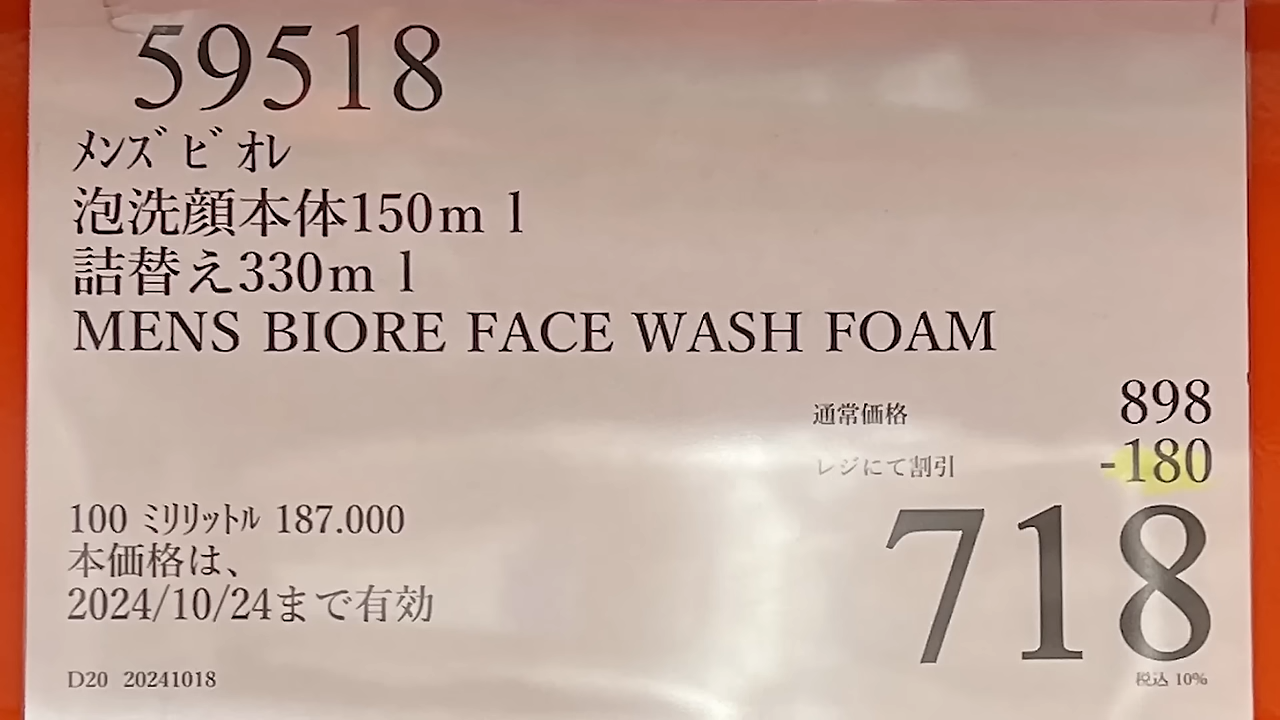 59518
ﾒﾝｽﾞ ﾋﾞ ｵﾚ
泡洗顔本体150m l
詰替え330m l
MENS BIORE FACE WASH FOAM
通常価格 898
レジにて割引 -180
718
税込 10%
100 ﾐﾘﾘｯﾄﾙ 187.000
本価格は、
2024/10/24まで有効
D20 20241018